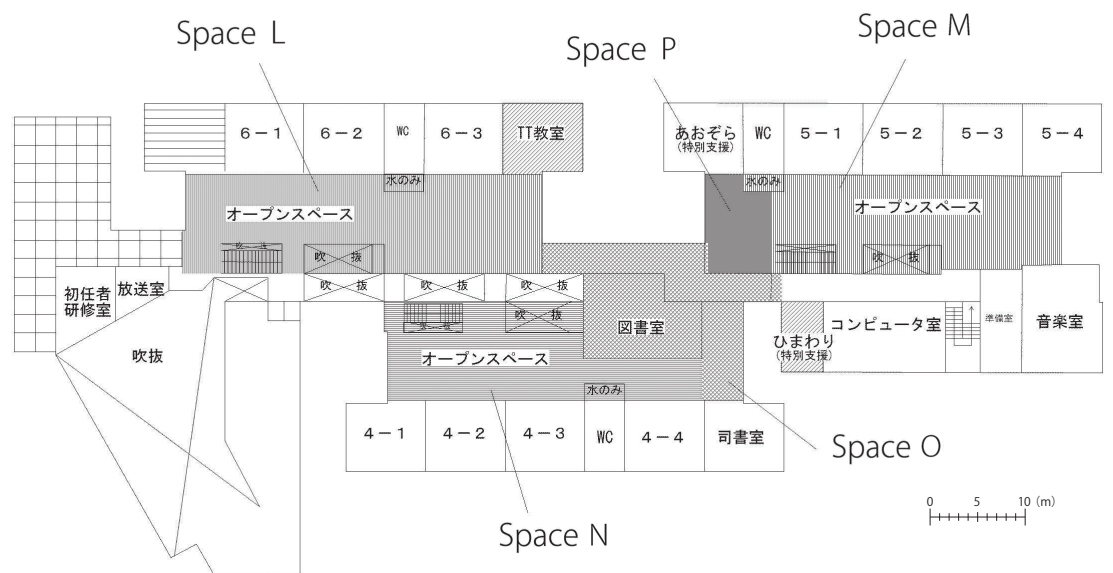 Space L
Space P
Space M
6-1
6-2
WC
6-3
TT教室
あおぞら
(特別支援)
WC
5-1
5-2
5-3
5-4
水のみ
水のみ
オープンスペース
オープンスペース
吹抜
吹抜
吹抜
初任者
研修室
放送室
吹抜
吹抜
吹抜
吹抜
吹抜
吹抜
図書室
オープンスペース
ひまわり
(特別支援)
コンピュータ室
準備室
音楽室
水のみ
4-1
4-2
4-3
WC
4-4
司書室
Space O
Space N
0 5 10 (m)